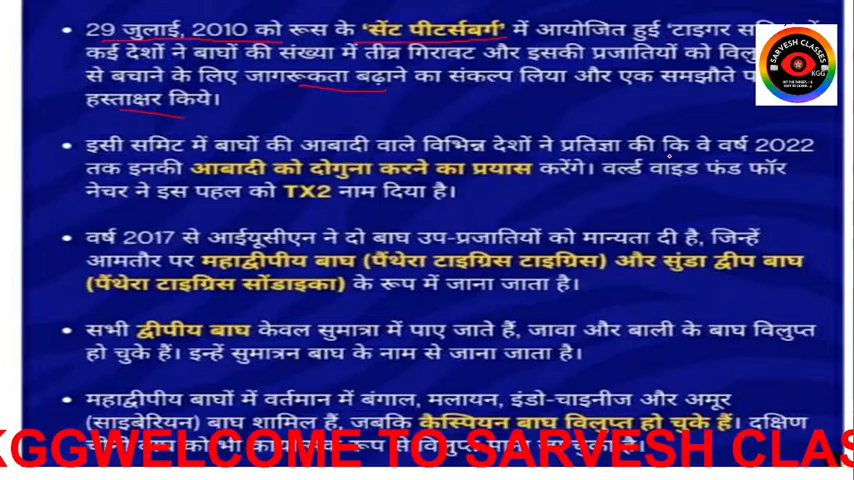 29 जुलाई, 2010 को रूस के 'सेंट पीटर्सबर्ग' में आयोजित हुई 'टाइगर
कई देशों ने बाघों की संख्या में तीव्र गिरावट और इसकी प्रजातियों को
से बचाने के लिए जागरूकता बढ़ाने का संकल्प लिया और एक समझौते
हस्ताक्षर किये।
इसी समिट में बाघों की आबादी वाले विभिन्न देशों ने प्रतिज्ञा की कि वे वर्ष 2022
तक इनकी आबादी को दोगुना करने का प्रयास करेंगे। वर्ल्ड वाइड फंड फॉर
नेचर ने इस पहल को TX2 नाम दिया है।
वर्ष 2017 से आईयूसीएन ने दो बाघ उप-प्रजातियों को मान्यता दी है, जिन्हें
आमतौर पर महाद्वीपीय बाघ (पैंथेरा टाइग्रिस टाइग्रिस) और सुंडा द्वीप बाघ
(पैंथेरा टाइग्रिस सोंडाइका) के रूप में जाना जाता है।
सभी द्वीपीय बाघ केवल सुमात्रा में पाए जाते हैं, जावा और बाली के बाघ विलुप्त
हो चुके हैं। इन्हें सुमात्रन बाघ के नाम से जाना जाता है।
महाद्वीपीय बाघों में वर्तमान में बंगाल, मलायन, इंडो-चाइनीज और अमूर
(साइबेरियन) बाघ शामिल हैं, जबकि कैस्पियन बाघ विलुप्त हो चुके हैं। दक्षिण
KGGWELCOME TO SARVESH CLAS
SARVESH CLASSES
KGG